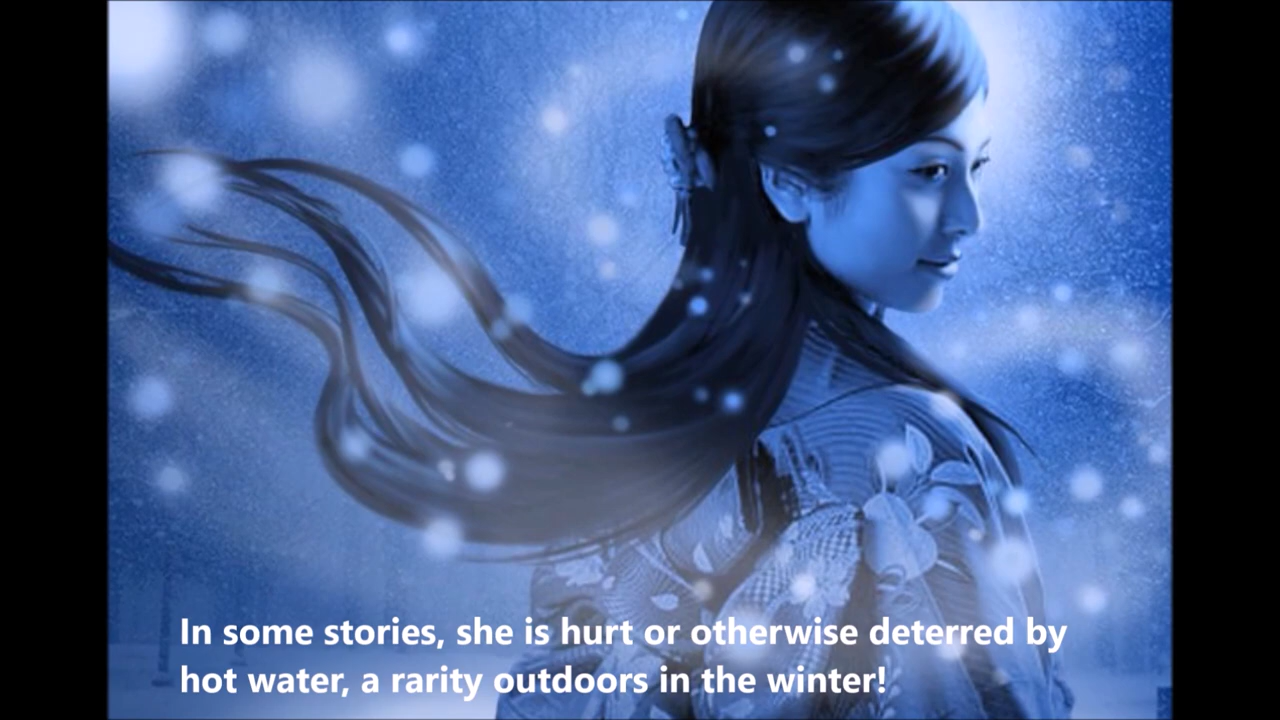 In some stories, she is hurt or otherwise deterred by
hot water, a rarity outdoors in the winter!